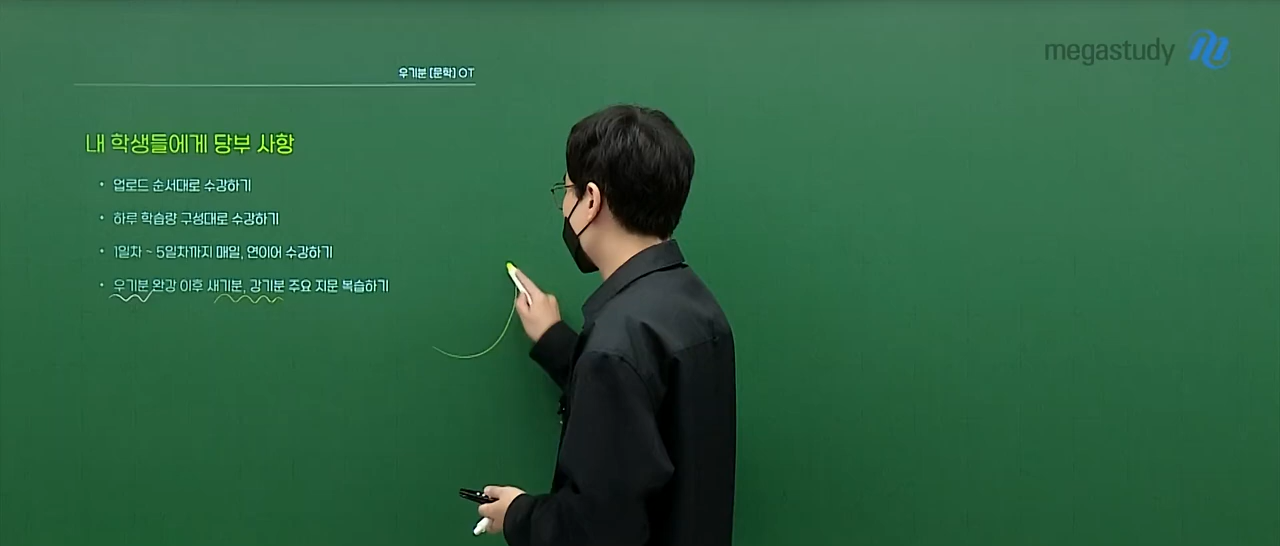 megastudy
우기분 [문학] OT
내 학생들에게 당부 사항
• 업로드 순서대로 수강하기
• 하루 학습량 구성대로 수강하기
• 1일차 ~ 5일차까지 매일, 연이어 수강하기
• 우기분 완강 이후 새기분, 강기분 주요 지문 복습하기